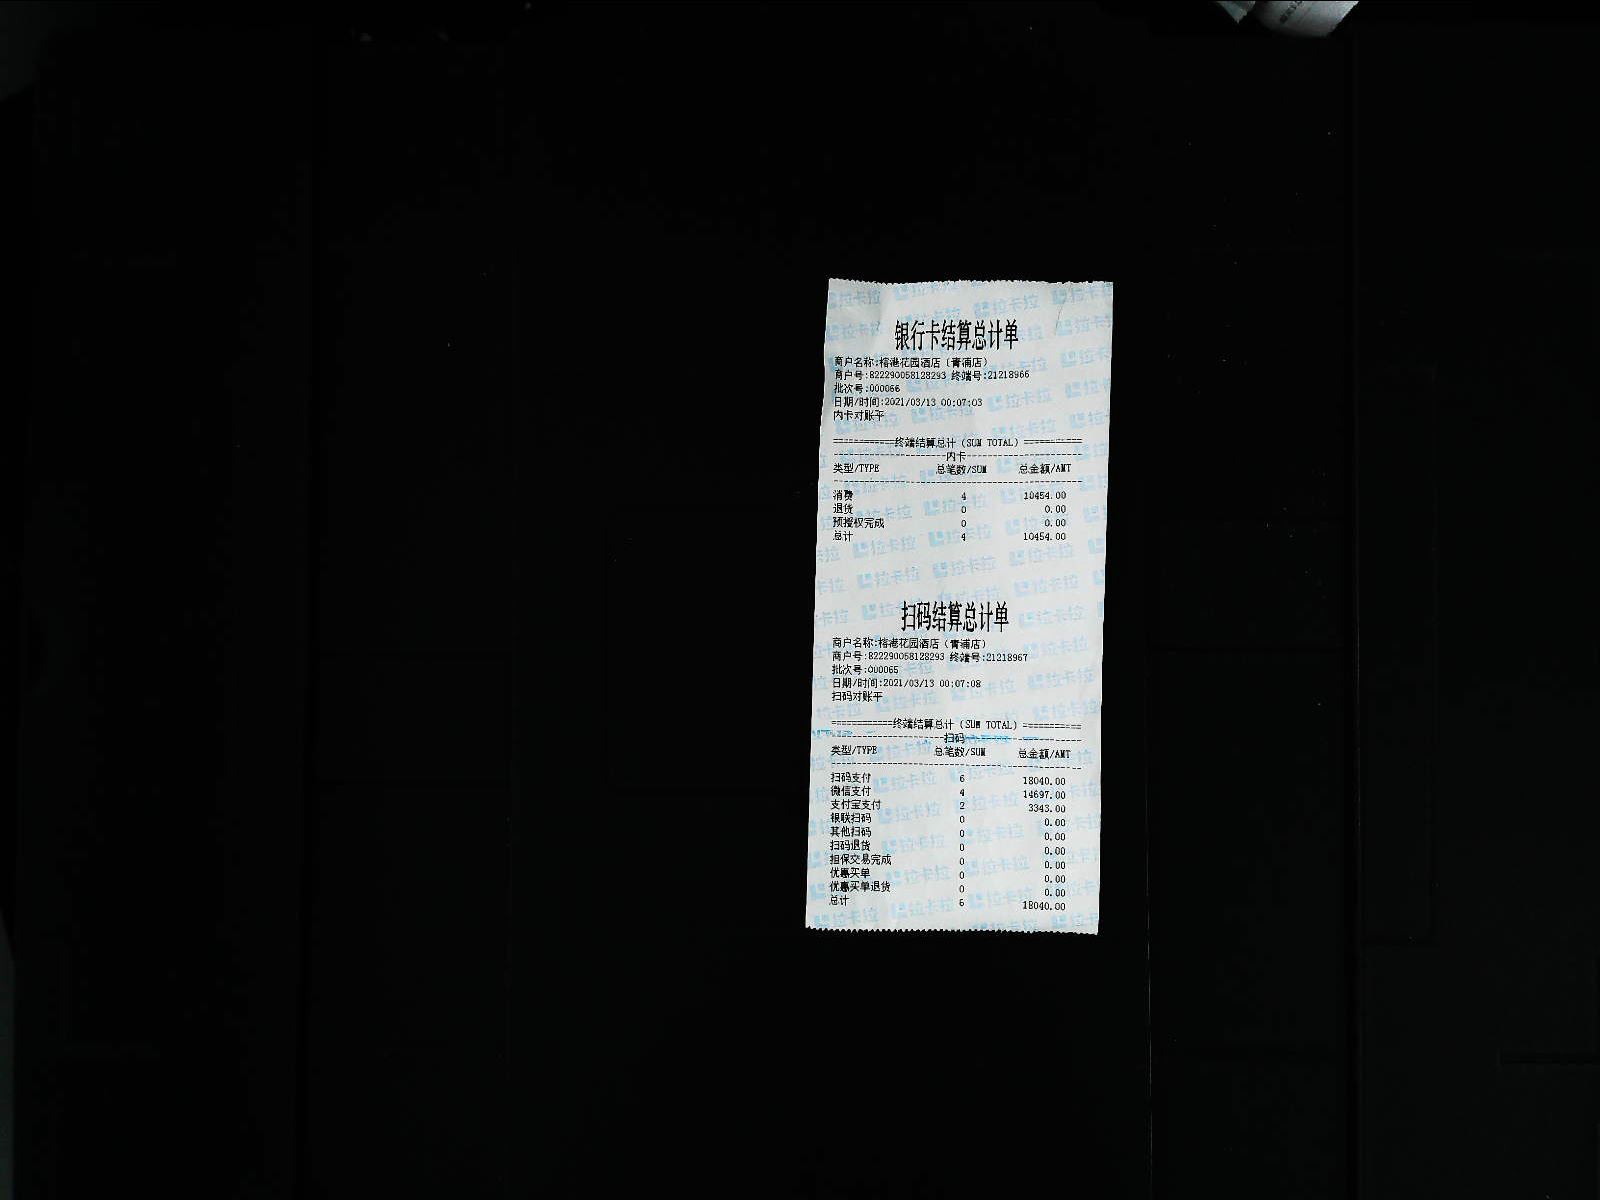 银行卡结算总计单
商户名称:榕港花园酒店（青浦店）
商户号:822290058128293 终端号:21218966
批次号:000066
日期/时间:2021/03/13 00:07:03
内卡对账平
============终端结算总计（SUM TOTAL）===========
----------------------内卡-----------------------
类型/TYPE 总笔数/SUM 总金额/AMT
消费 4 10454.00
退货 0 0.00
预授权完成 0 0.00
总计 4 10454.00
扫码结算总计单
商户名称:榕港花园酒店（青浦店）
商户号:822290058128293 终端号:21218967
批次号:000065
日期/时间:2021/03/13 00:07:08
扫码对账平
============终端结算总计（SUM TOTAL）===========
----------------------扫码-----------------------
类型/TYPE 总笔数/SUM 总金额/AMT
扫码支付 6 18040.00
微信支付 4 14697.00
支付宝支付 2 3343.00
银联扫码 0 0.00
其他扫码 0 0.00
扫码退货 0 0.00
担保交易完成 0 0.00
优惠买单 0 0.00
优惠买单退货 0 0.00
总计 6 18040.00
拉卡拉